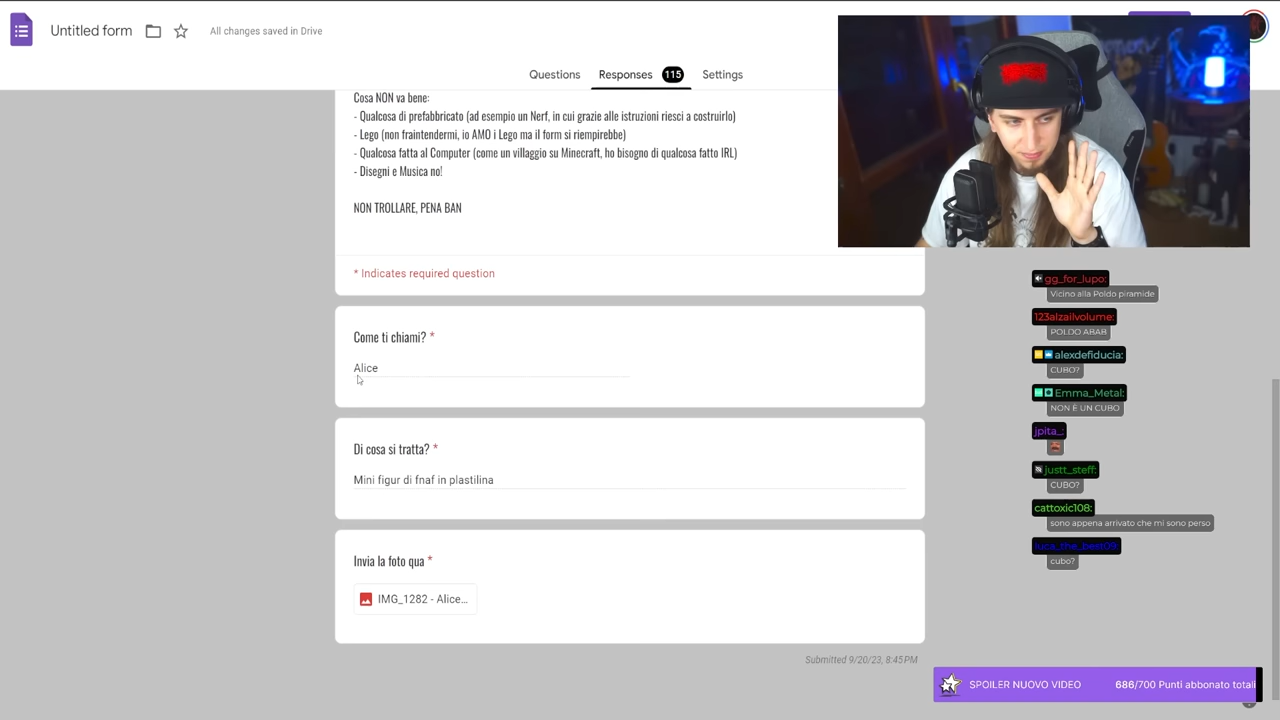 Untitled form
All changes saved in Drive
Questions
Responses
115
Settings
Cosa NON va bene:
- Qualcosa di prefabbricato (ad esempio un Nerf, in cui grazie alle istruzioni riesci a costruirlo)
- Lego (non fraintendermi, io AMO i Lego ma il form si riempirebbe)
- Qualcosa fatta al Computer (come un villaggio su Minecraft, ho bisogno di qualcosa fatto IRL)
- Disegni e Musica no!
NON TROLLARE, PENA BAN
* Indicates required question
Come ti chiami? *
Alice
Di cosa si tratta? *
Mini figur di fnaf in plastilina
Invia la foto qua *
IMG_1282 - Alice...
Submitted 9/20/23, 8:45 PM
gg_for_lupo:
Vicino alla Poldo piramide
123alzailvolume:
POLDO ABAB
alexdefiducia:
CUBO?
Emma_Metal:
NON È UN CUBO
jpita_:
justt_steff:
CUBO?
cattoxic108:
sono appena arrivato che mi sono perso
luca_the_best09:
cubo?
SPOILER NUOVO VIDEO
686/700 Punti abbonato totali